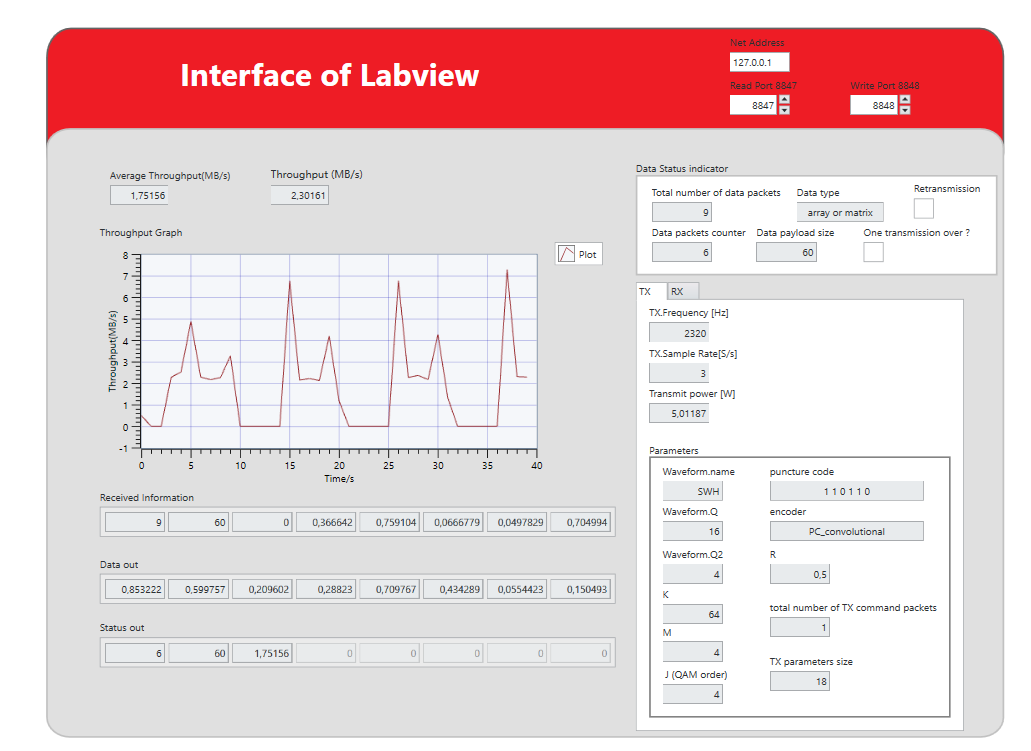 Interface of Labview
Net Address
127.0.0.1
Read Port 8847
8847
Write Port 8848
8848
Average Throughput(MB/s)
1,75156
Throughput (MB/s)
2,30161
Throughput Graph
Plot
Throughput(MB/s)
8
7
6
5
4
3
2
1
0
-1
0 5 10 15 20 25 30 35 40
Time/s
Received Information
9 60 0 0,366642 0,759104 0,0666779 0,0497829 0,704994
Data out
0,853222 0,599757 0,209602 0,28823 0,709767 0,434289 0,0554423 0,150493
Status out
6 60 1,75156 0 0 0 0 0
Data Status indicator
Total number of data packets
9
Data type
array or matrix
Retransmission
Data packets counter
6
Data payload size
60
One transmission over ?
TX RX
TX.Frequency [Hz]
2320
TX.Sample Rate[S/s]
3
Transmit power [W]
5,01187
Parameters
Waveform.name
SWH
Waveform.Q
16
Waveform.Q2
4
K
64
M
4
J (QAM order)
4
puncture code
1 1 0 1 1 0
encoder
PC_convolutional
R
0,5
total number of TX command packets
1
TX parameters size
18